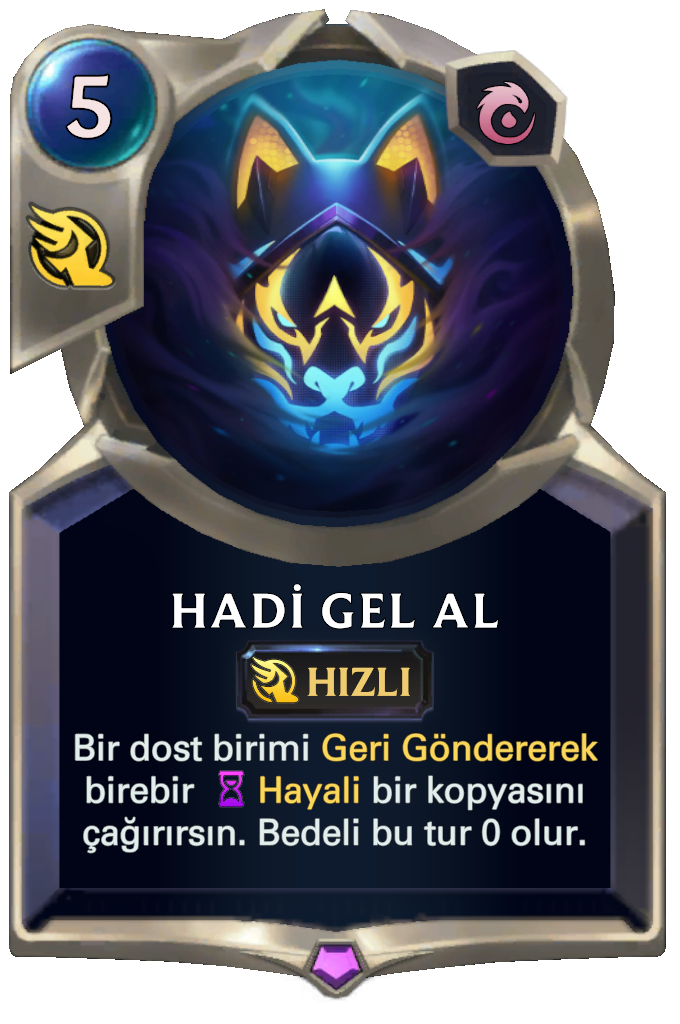 5
HADİ GEL AL
HIZLI
Bir dost birimi Geri Göndererek
birebir Hayali bir kopyasını
çağırırsın. Bedeli bu tur 0 olur.